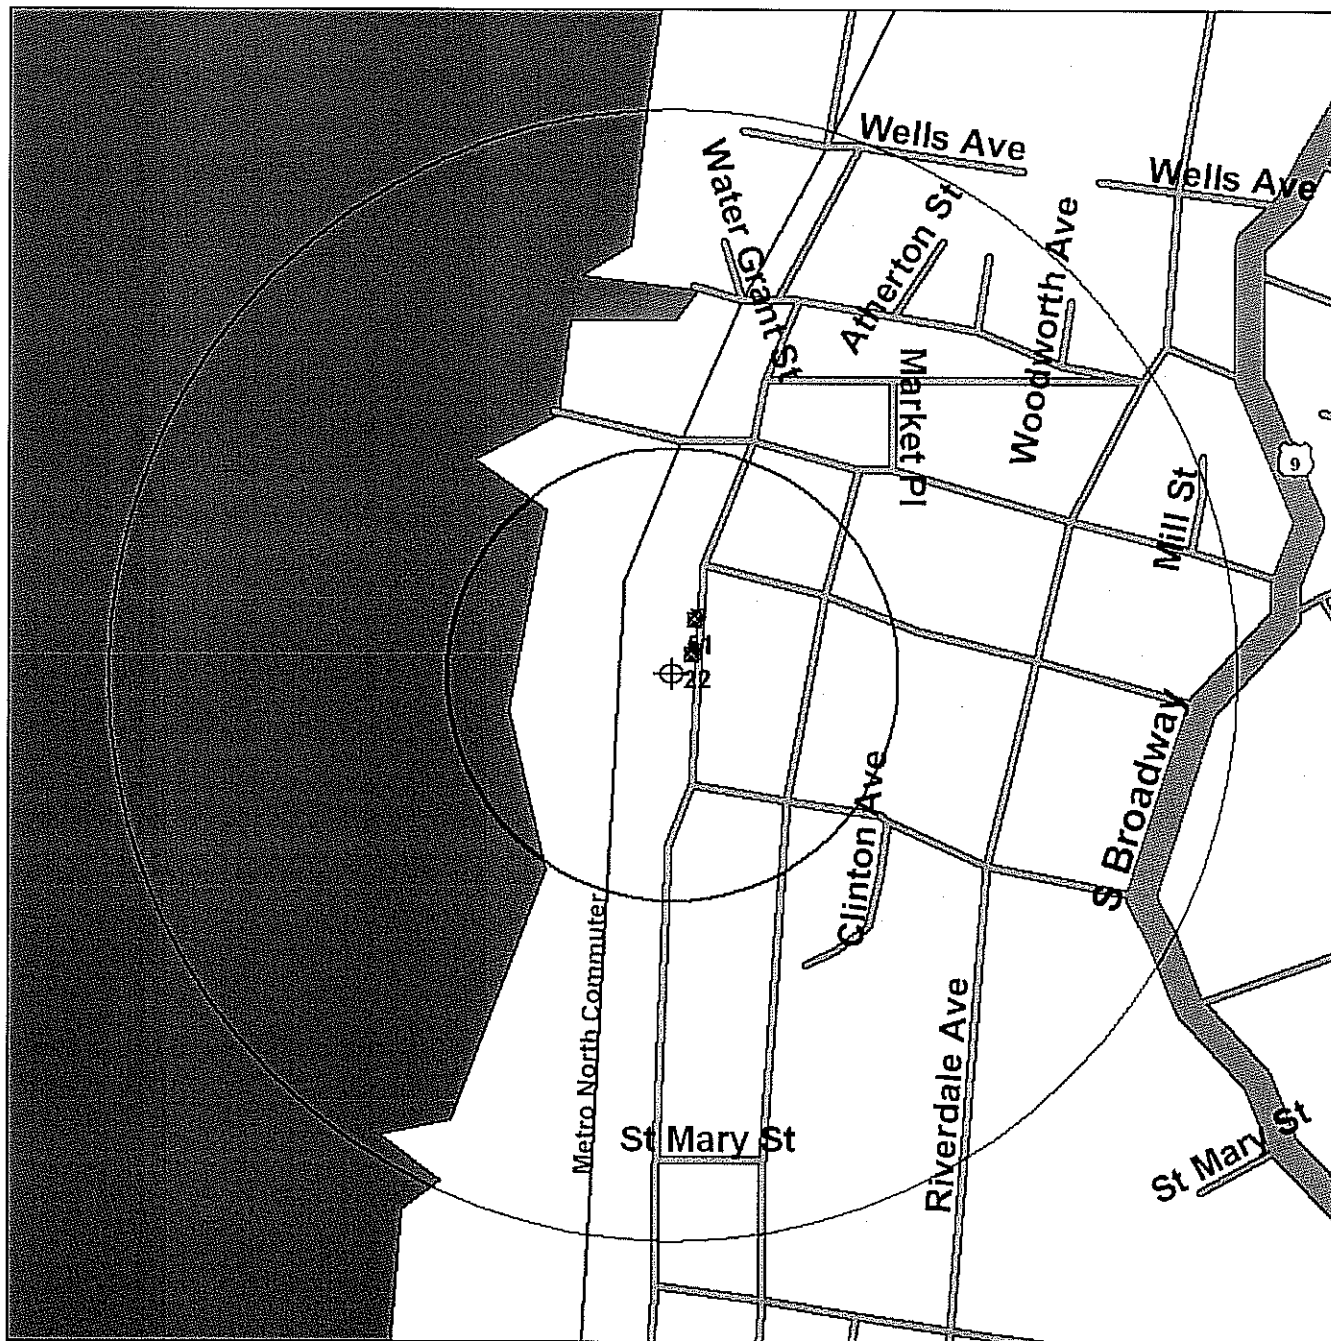 Wells Ave
Wells Ave
Water Grant St
Atherton St
Woodworth Ave
Market Pl
9
Mill St
22
S Broadway
Clinton Ave
Metro North Commuter
Riverdale Ave
St Mary St
St Mary St